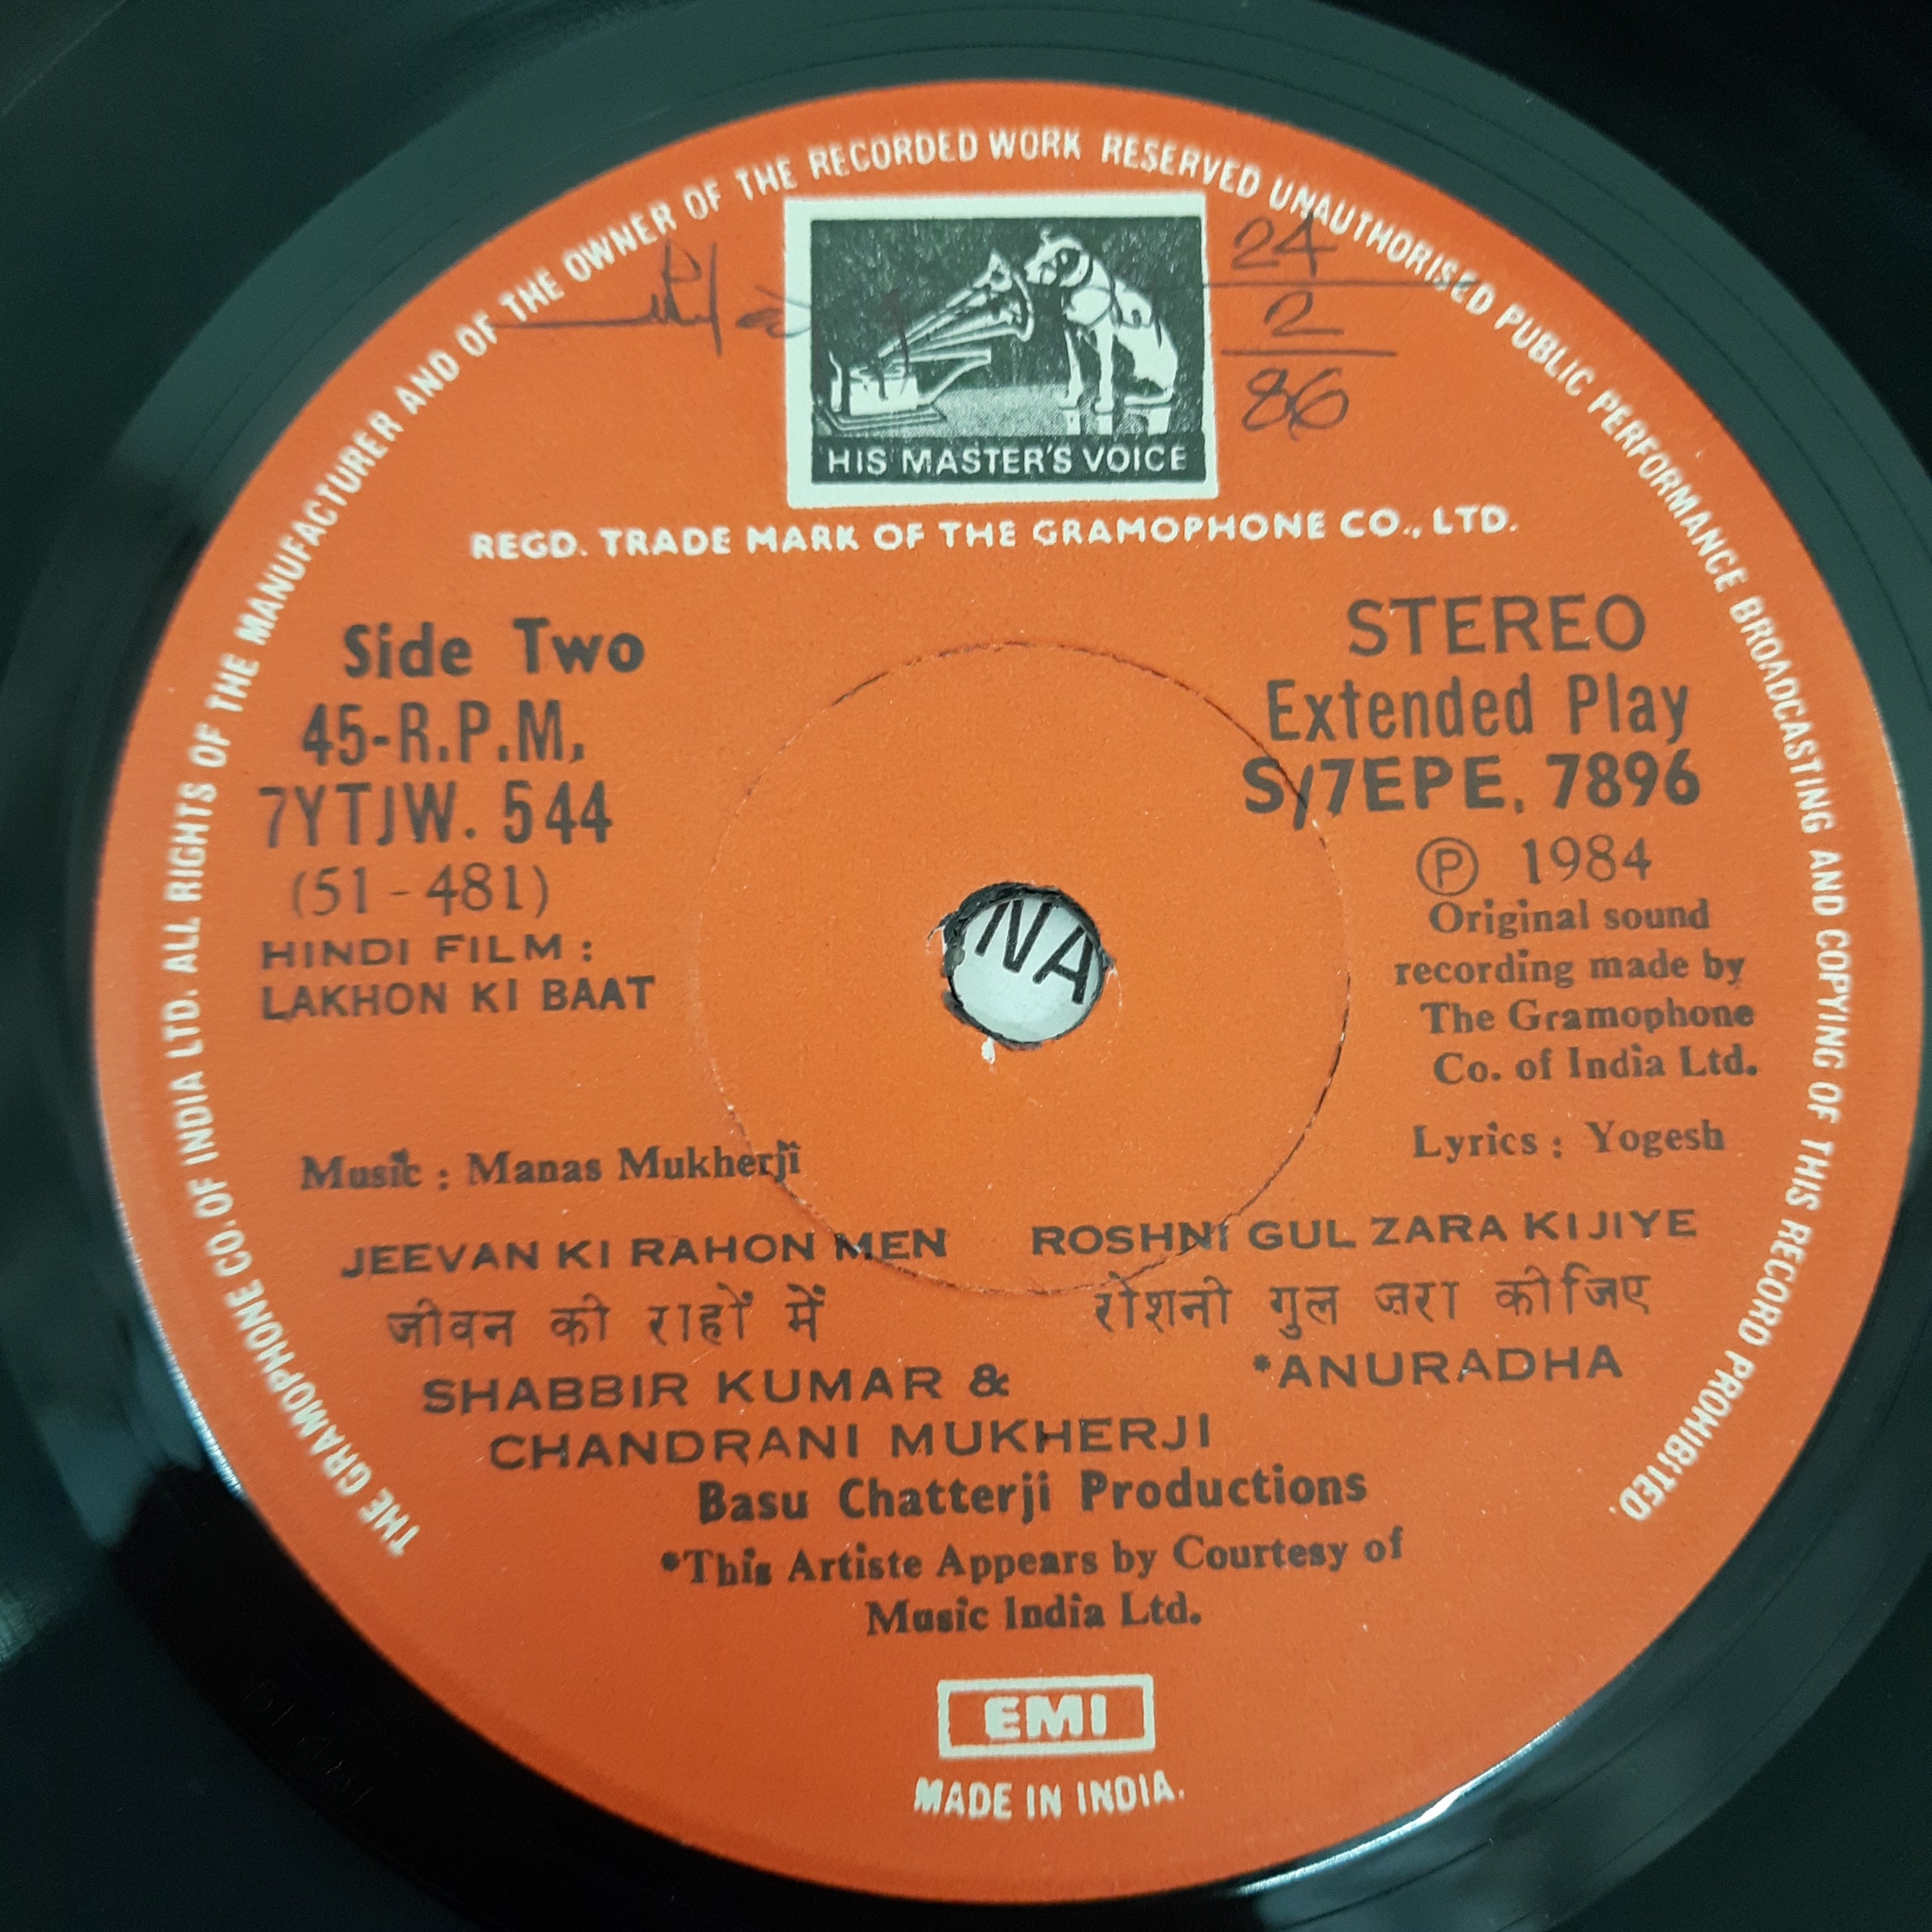 THE GRAMOPHONE CO. OF INDIA LTD. ALL RIGHTS OF THE MANUFACTURER AND OF THE OWNER OF THE RECORDED WORK RESERVED UNAUTHORISED PUBLIC PERFORMANCE BROADCASTING AND COPYING OF THIS RECORD PROHIBITED.
24
2
86
HIS MASTER'S VOICE
REGD. TRADE MARK OF THE GRAMOPHONE CO., LTD.
Side Two
45-R.P.M.
7YTJW. 544
(51-481)
HINDI FILM :
LAKHON KI BAAT
STEREO
Extended Play
S/7EPE. 7896
Ⓟ 1984
Original sound
recording made by
The Gramophone
Co. of India Ltd.
NA
Music : Manas Mukherji
Lyrics : Yogesh
JEEVAN KI RAHON MEN
जीवन की राहों में
SHABBIR KUMAR &
CHANDRANI MUKHERJI
ROSHNI GUL ZARA KIJIYE
रोशनी गुल ज़रा कीजिए
*ANURADHA
Basu Chatterji Productions
*This Artiste Appears by Courtesy of
Music India Ltd.
EMI
MADE IN INDIA.